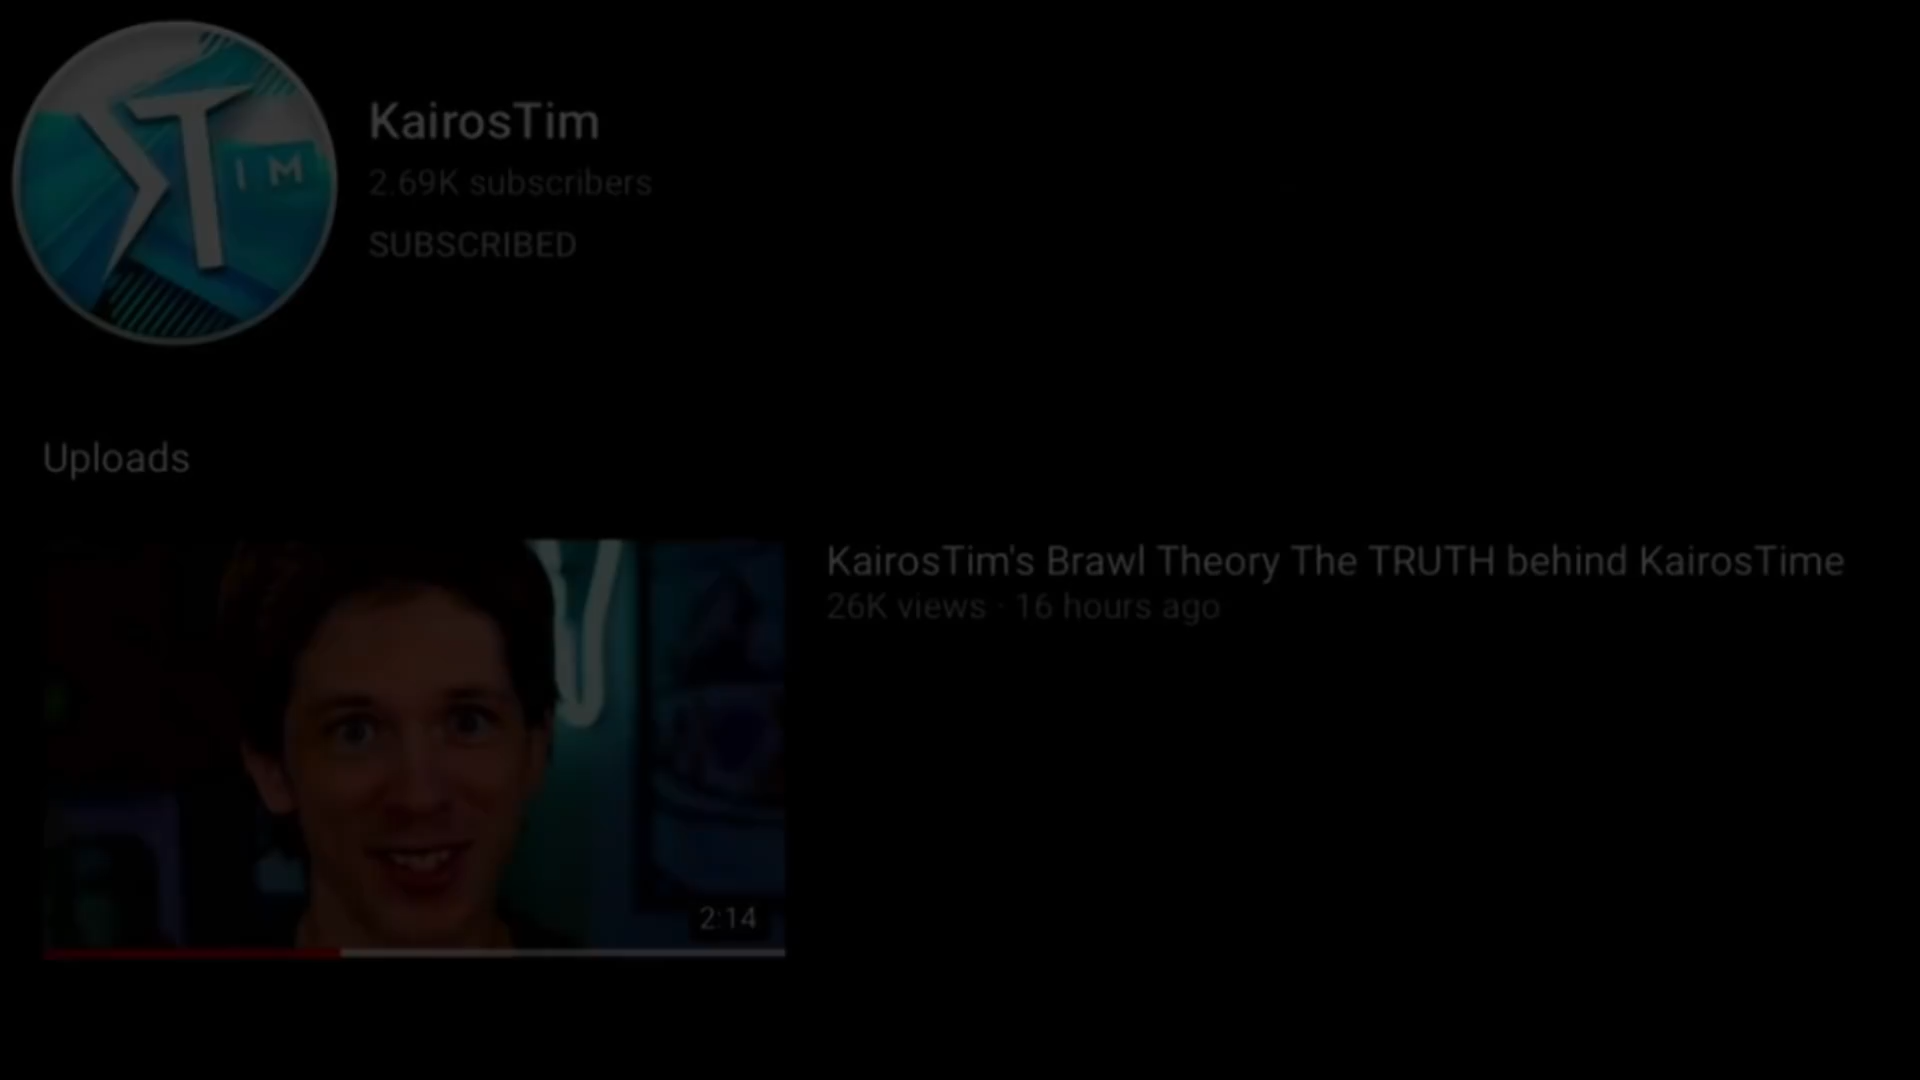 TIM
KairosTim
2.69K subscribers
SUBSCRIBED
Uploads
KairosTim's Brawl Theory The TRUTH behind KairosTime
26K views · 16 hours ago
2:14